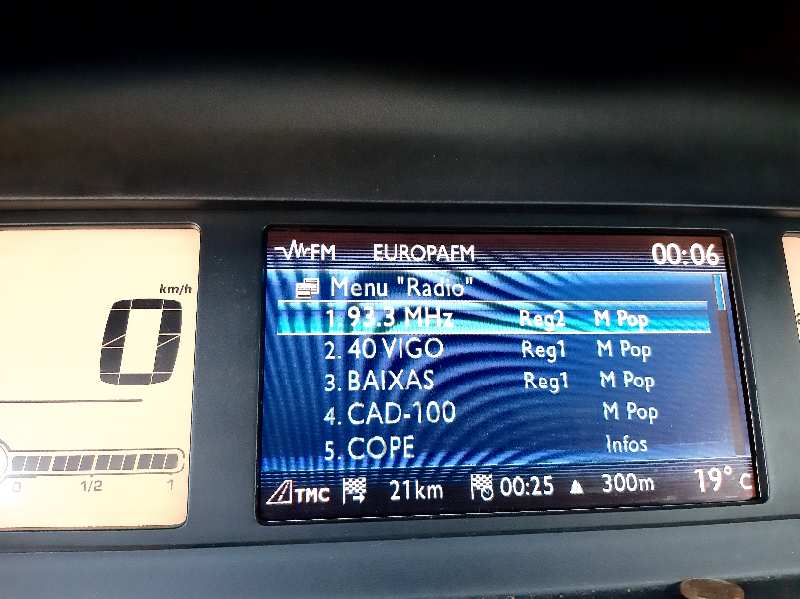 km/h
0
0 1/2 1
FM EUROPAFM 00:06
Menu "Radio"
1. 93.3 MHz Reg2 M Pop
2. 40 VIGO Reg1 M Pop
3. BAIXAS Reg1 M Pop
4. CAD-100 M Pop
5. COPE Infos
TMC 21km 00:25 300m 19° c